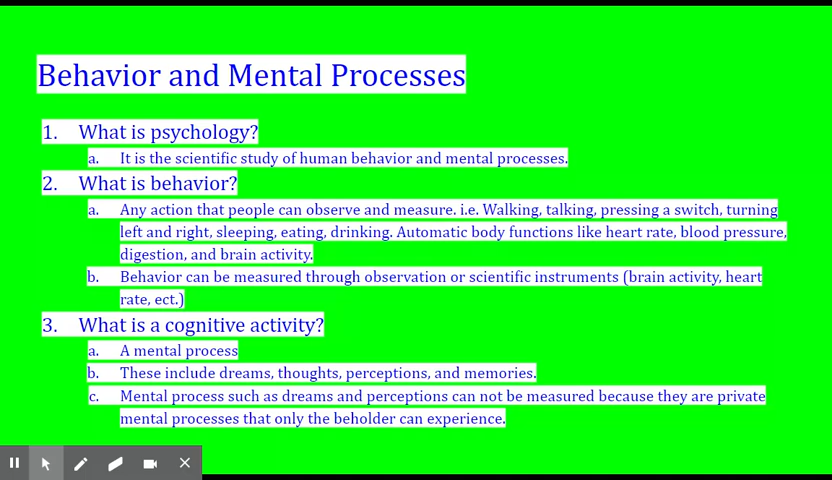 Behavior and Mental Processes
1. What is psychology?
a. It is the scientific study of human behavior and mental processes.
2. What is behavior?
a. Any action that people can observe and measure. i.e. Walking, talking, pressing a switch, turning
left and right, sleeping, eating, drinking. Automatic body functions like heart rate, blood pressure,
digestion, and brain activity.
b. Behavior can be measured through observation or scientific instruments (brain activity, heart
rate, ect.)
3. What is a cognitive activity?
a. A mental process
b. These include dreams, thoughts, perceptions, and memories.
c. Mental process such as dreams and perceptions can not be measured because they are private
mental processes that only the beholder can experience.